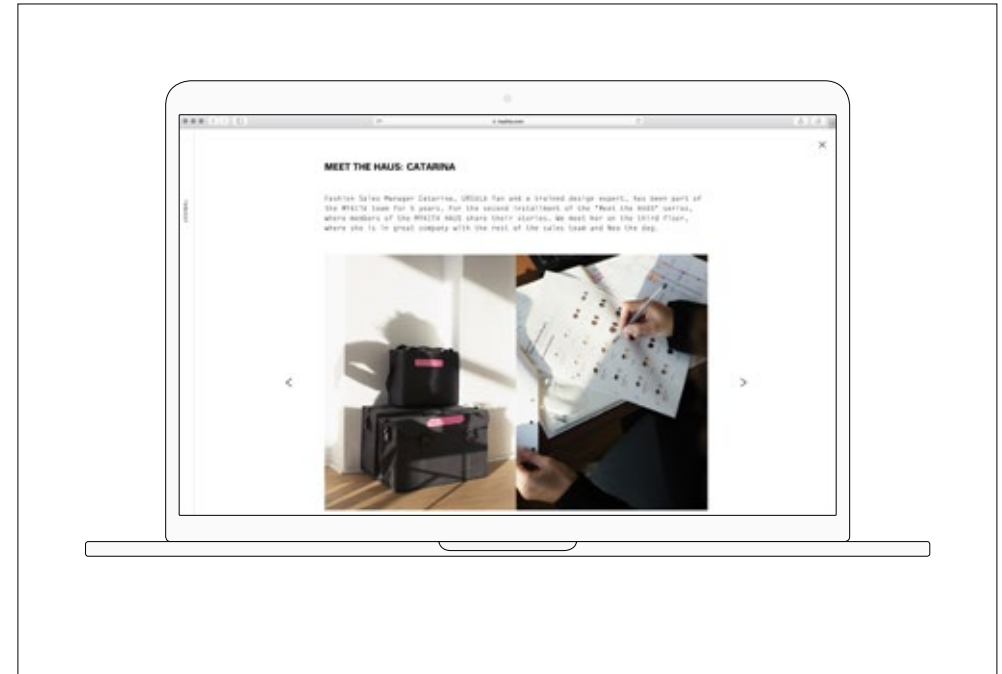 mykita.com
MEET THE HAUS: CATARINA
Fashion Sales Manager Catarina, URSULA fan and a trained design expert, has been part of
the MYKITA team for 5 years. For the second installment of the "Meet the HAUS" series,
where members of the MYKITA HAUS share their stories. We meet her on the third floor,
where she is in great company with the rest of the sales team and Neo the dog.